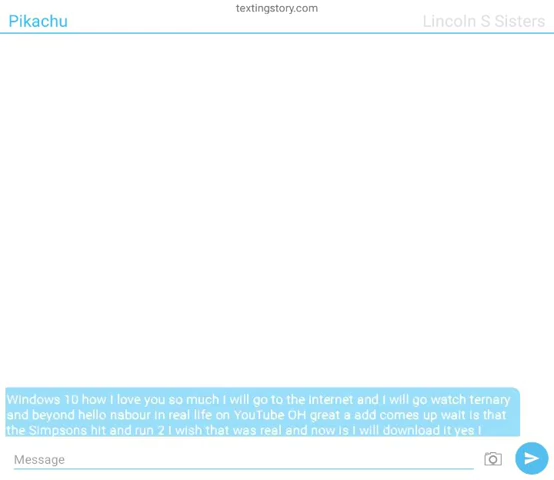 textingstory.com
Pikachu
Lincoln S Sisters
Windows 10 how I love you so much I will go to the internet and I will go watch ternary
and beyond hello nabour in real life on YouTube OH great a add comes up wait is that
the Simpsons hit and run 2 I wish that was real and now is I will download it yes !
Message